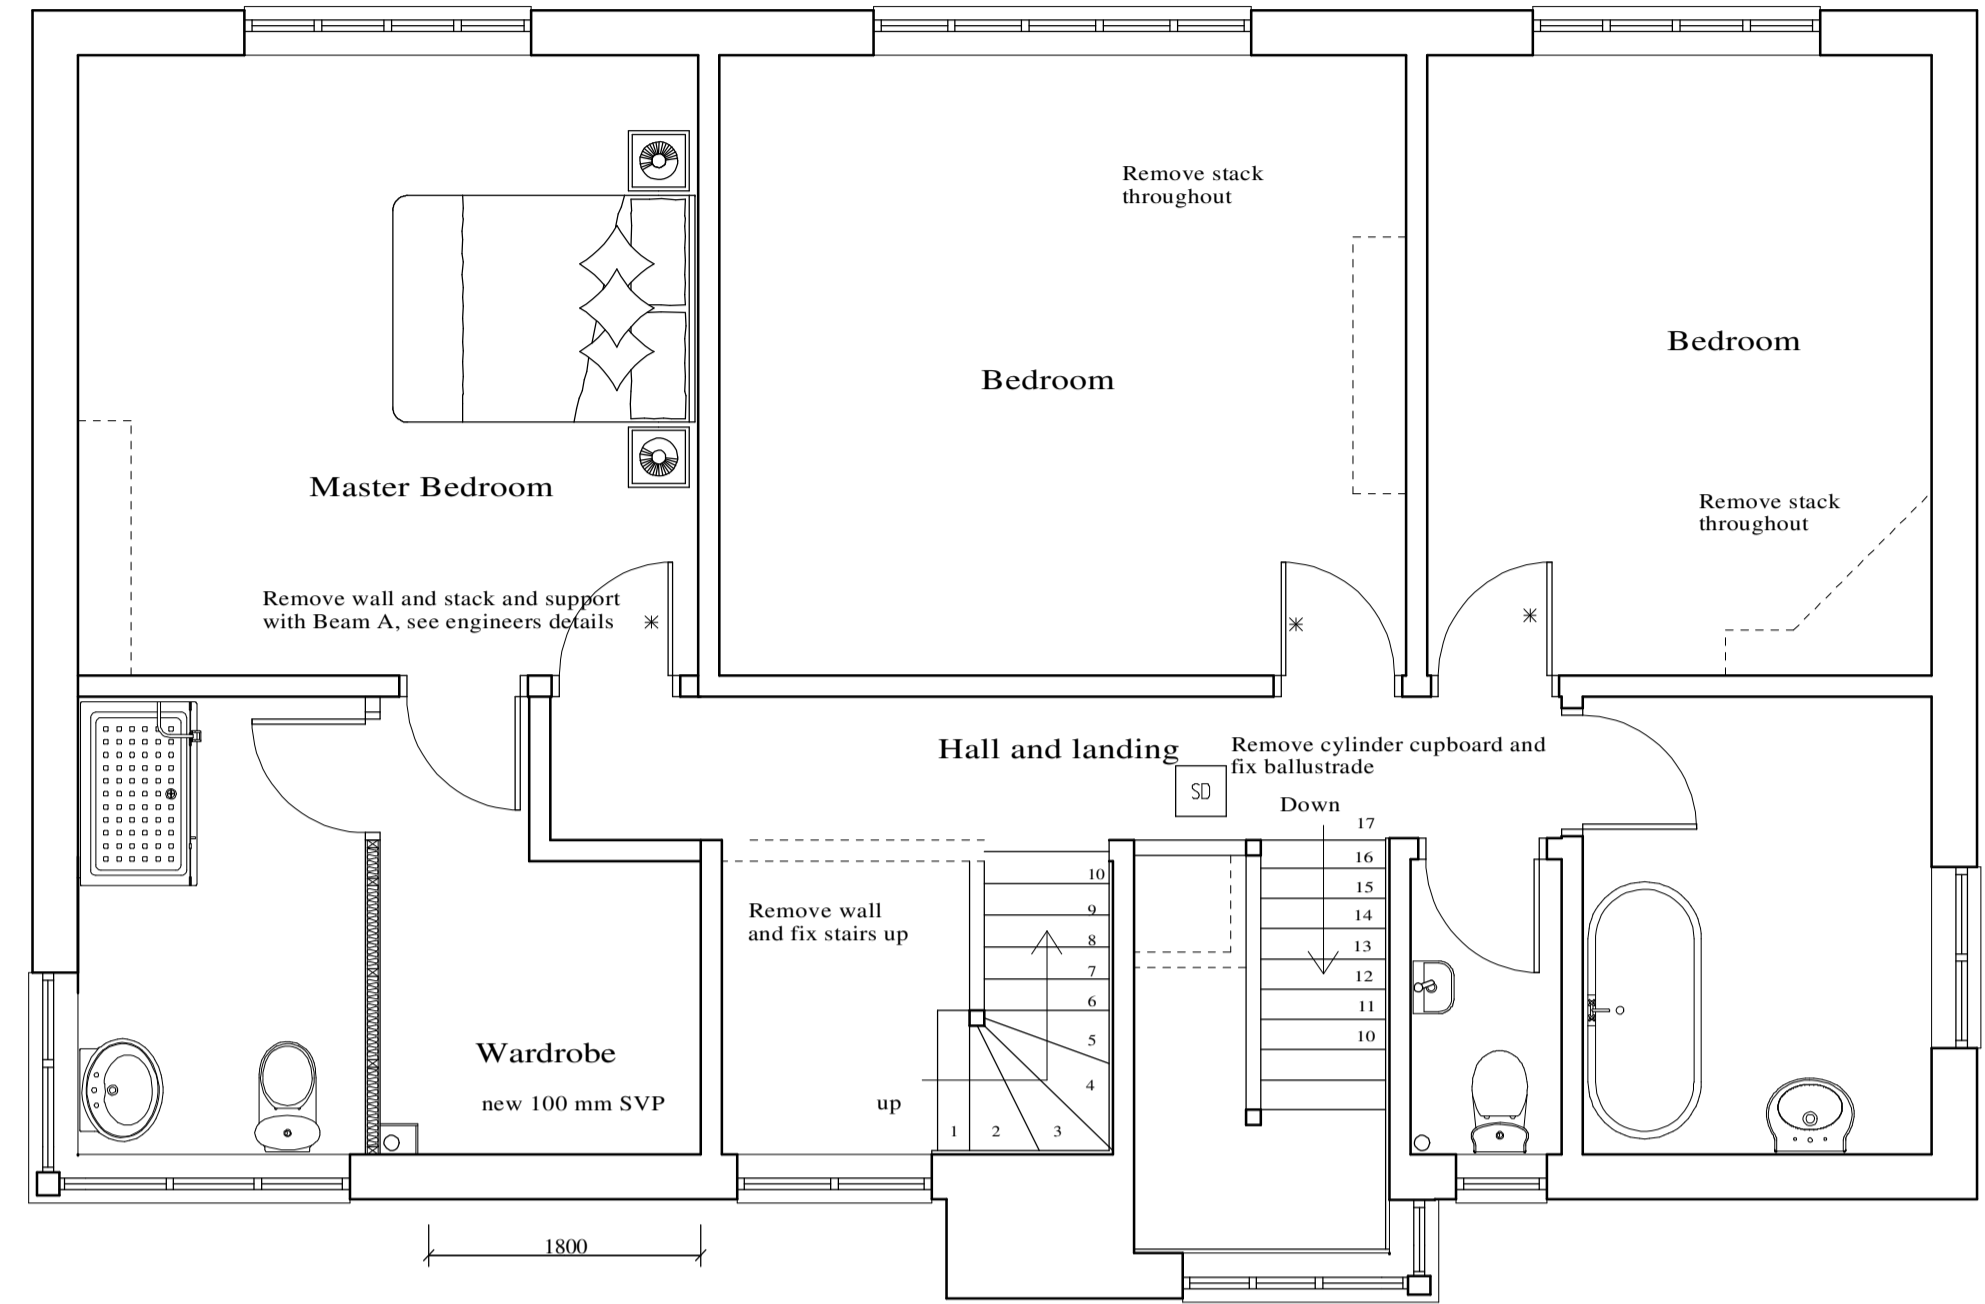 Remove stack
throughout
Bedroom
Bedroom
Master Bedroom
Remove stack
throughout
Remove wall and stack and support
with Beam A, see engineers details
Hall and landing
Remove cylinder cupboard and
fix ballustrade
SD
Down
17
16
15
14
13
12
11
10
10
9
8
7
6
5
4
3
2
1
Remove wall
and fix stairs up
up
Wardrobe
new 100 mm SVP
1800